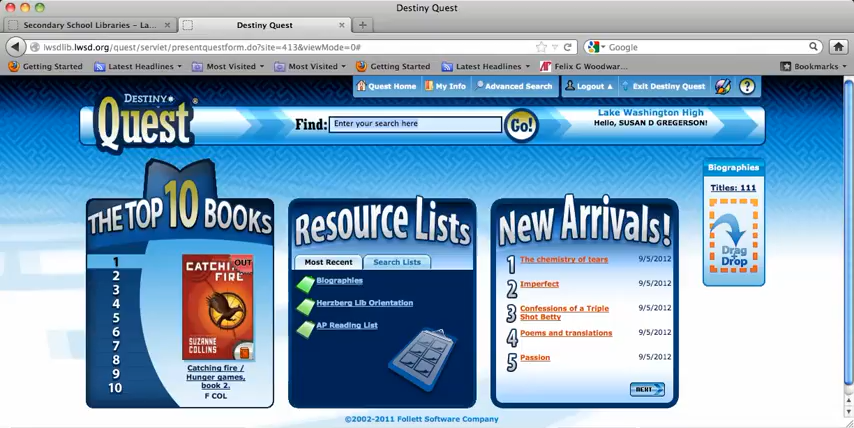 Destiny Quest
Secondary School Libraries - La...
Destiny Quest
lwsdlib.lwsd.org/quest/servlet/presentquestform.do?site=413&viewMode=0#
Google
Getting Started
Latest Headlines
Most Visited
Most Visited
Getting Started
Latest Headlines
Felix G Woodwar...
Bookmarks
Quest Home
My Info
Advanced Search
Logout
Exit Destiny Quest
?
DESTINY
Quest
Find:
Enter your search here
Go!
Lake Washington High
Hello, SUSAN D GREGERSON!
Biographies
Titles: 111
Drag
+
Drop
THE TOP 10 BOOKS
1
2
3
4
5
6
7
8
9
10
OUT
CATCHING
FIRE
SUZANNE
COLLINS
Catching fire /
Hunger games,
book 2.
F COL
Resource Lists
Most Recent
Search Lists
Biographies
Herzberg Lib Orientation
AP Reading List
New Arrivals!
1 The chemistry of tears 9/5/2012
2 Imperfect 9/5/2012
3 Confessions of a Triple
Shot Betty 9/5/2012
4 Poems and translations 9/5/2012
5 Passion 9/5/2012
NEXT
©2002-2011 Follett Software Company